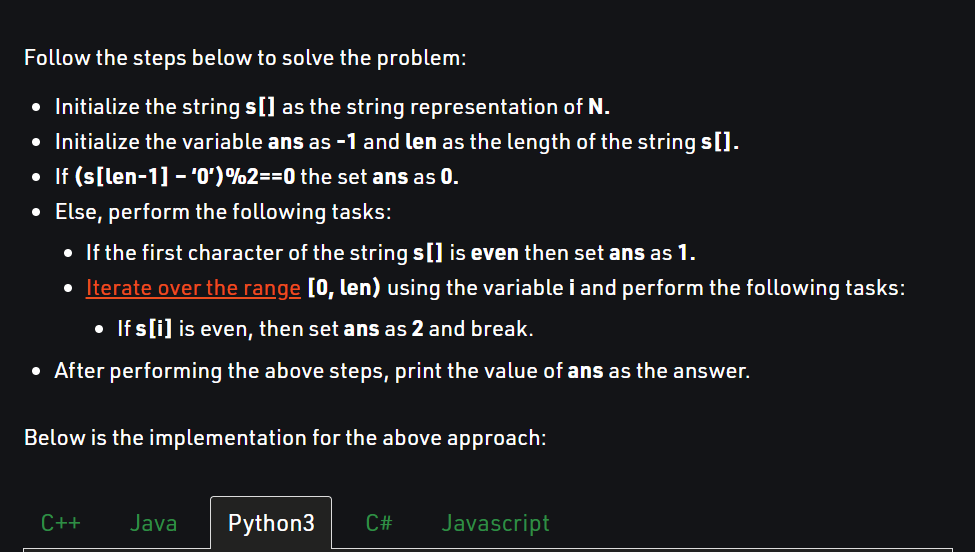 Follow the steps below to solve the problem:
• Initialize the string s[] as the string representation of N.
• Initialize the variable ans as -1 and len as the length of the string s[].
• If (s[len-1] – ‘0’)%2==0 the set ans as 0.
• Else, perform the following tasks:
• If the first character of the string s[] is even then set ans as 1.
• Iterate over the range [0, len) using the variable i and perform the following tasks:
• If s[i] is even, then set ans as 2 and break.
• After performing the above steps, print the value of ans as the answer.
Below is the implementation for the above approach:
C++ Java Python3 C# Javascript